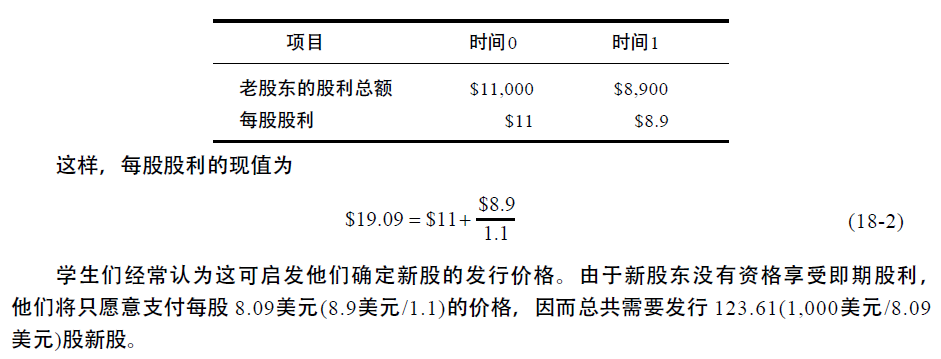 项目 时间0 时间1
老股东的股利总额 $11,000 $8,900
每股股利 $11 $8.9
这样，每股股利的现值为
$19.09 = $11+ $8.9/1.1 (18-2)
学生们经常认为这可启发他们确定新股的发行价格。由于新股东没有资格享受即期股利，
他们将只愿意支付每股 8.09美元(8.9美元/1.1)的价格，因而总共需要发行 123.61(1,000美元/8.09
美元)股新股。